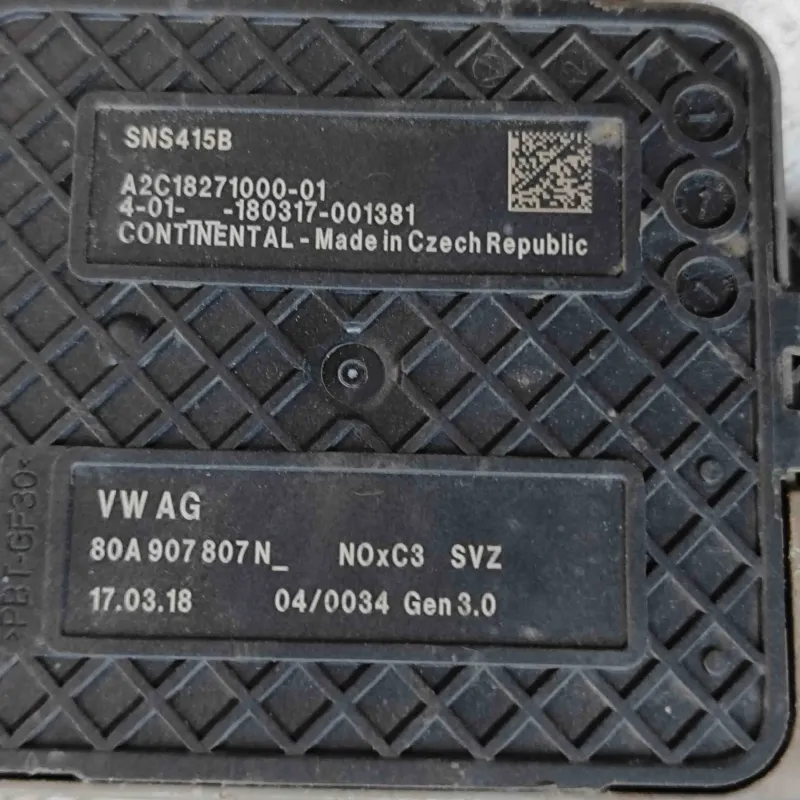 SNS415B
A2C18271000-01
4-01-__-180317-001381
CONTINENTAL - Made in Czech Republic
>PBT-GF30<
VW AG
80A 907 807 N_ NOxC3 SVZ
17.03.18 04/0034 Gen 3.0